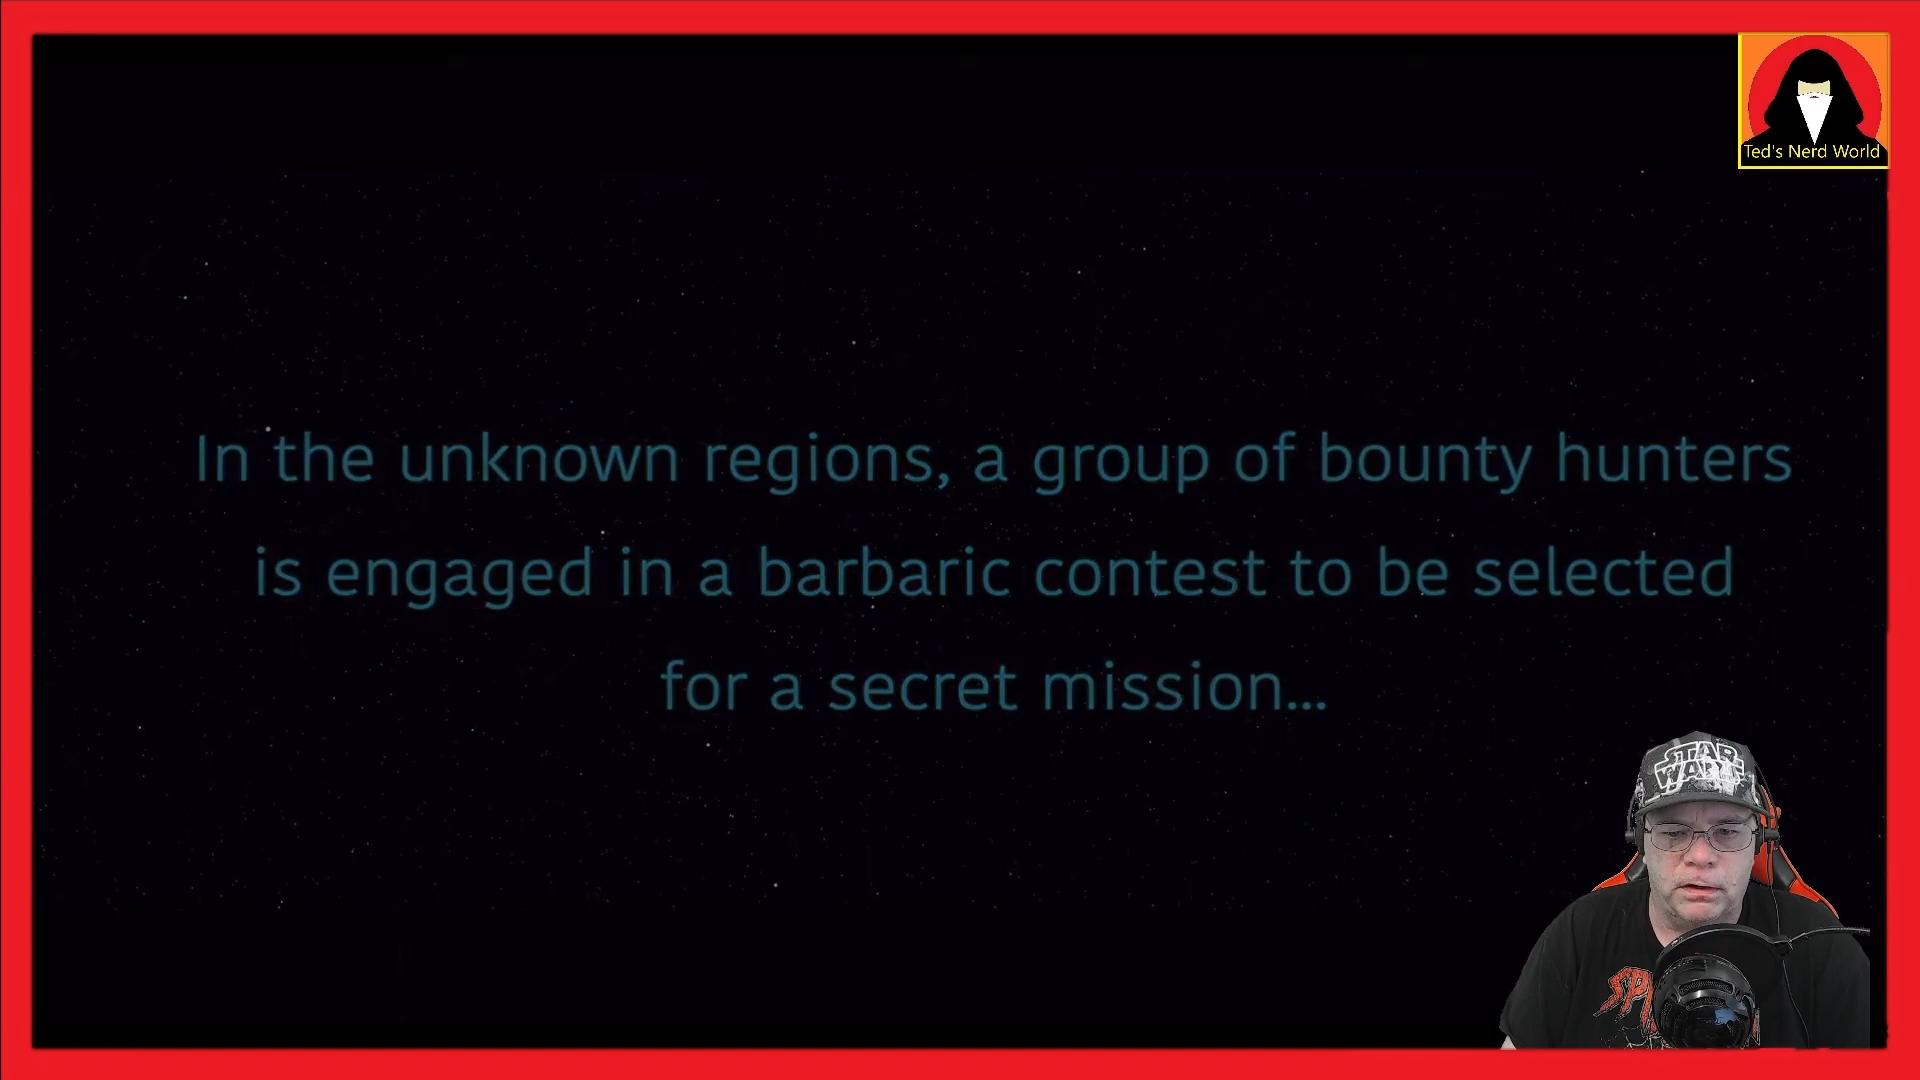 Ted's Nerd World
In the unknown regions, a group of bounty hunters
is engaged in a barbaric contest to be selected
for a secret mission...
STAR
WARS